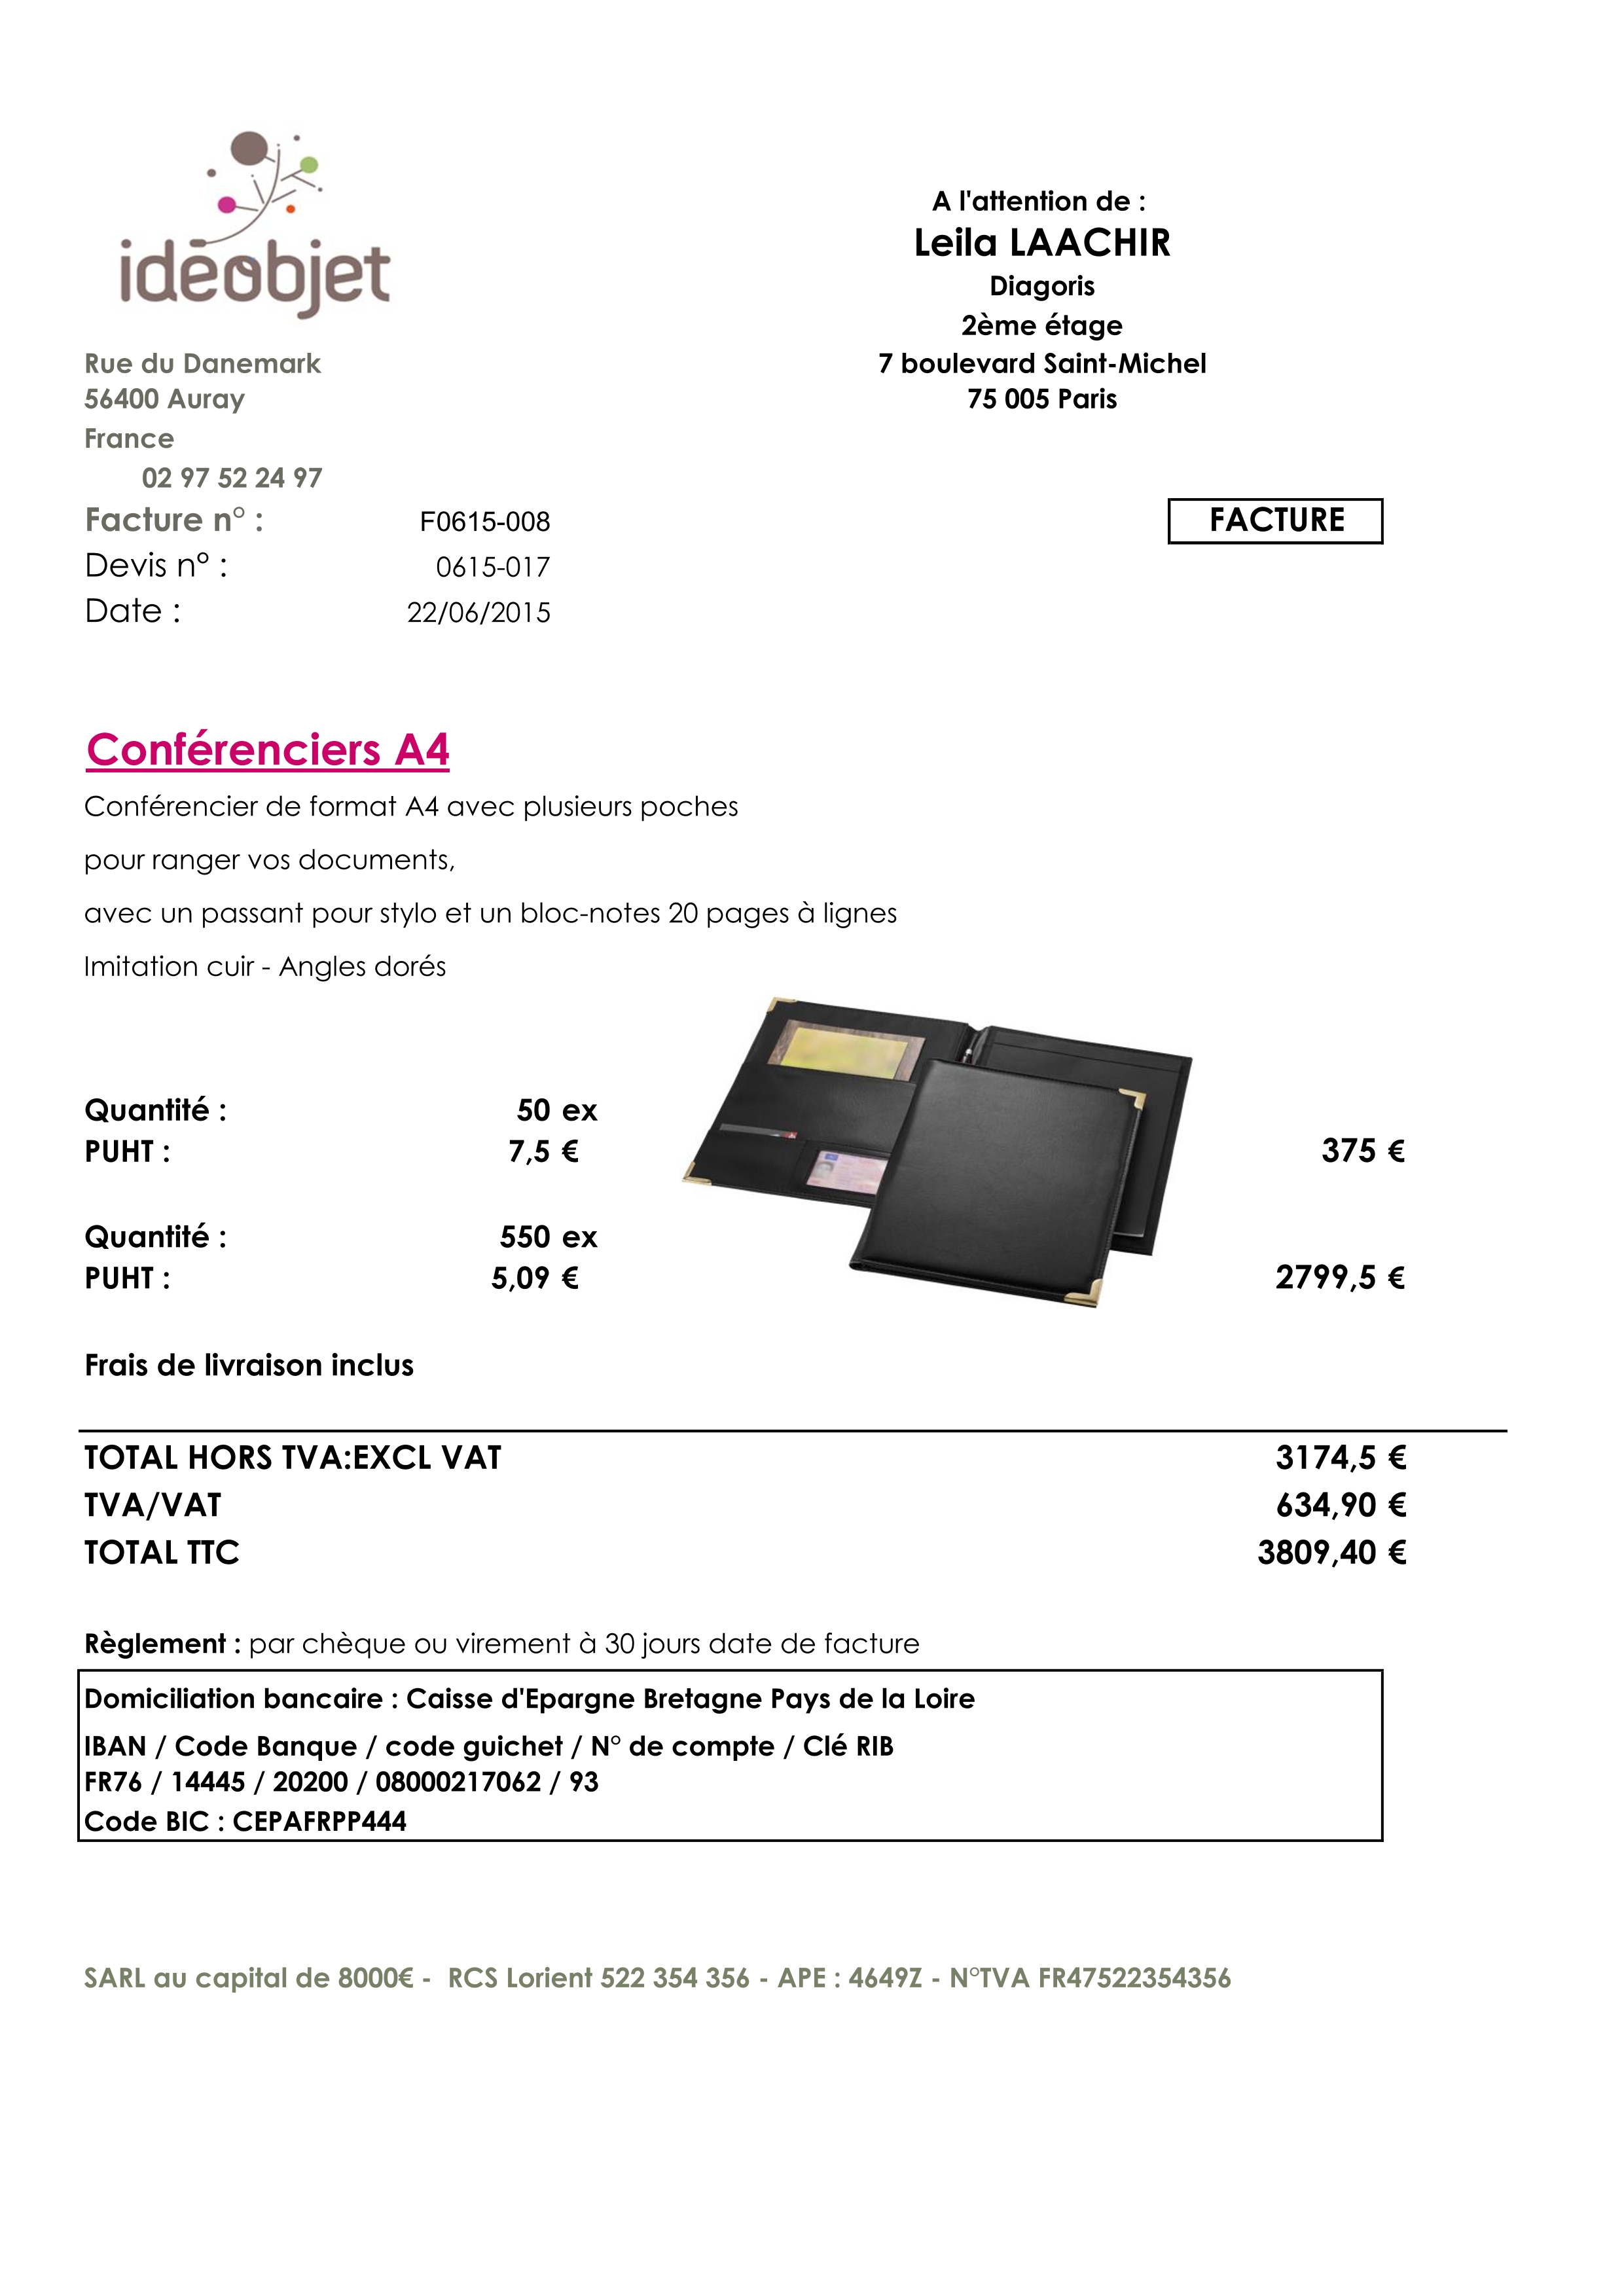 idéobjet
A l'attention de :
Leila LAACHIR
Diagoris
2ème étage
Rue du Danemark
7 boulevard Saint-Michel
56400 Auray
75 005 Paris
France
02 97 52 24 97
Facture n° : F0615-008
FACTURE
Devis n° : 0615-017
Date : 22/06/2015
Conférenciers A4
Conférencier de format A4 avec plusieurs poches
pour ranger vos documents,
avec un passant pour stylo et un bloc-notes 20 pages à lignes
Imitation cuir - Angles dorés
Quantité : 50 ex
PUHT : 7,5 € 375 €
Quantité : 550 ex
PUHT : 5,09 € 2799,5 €
Frais de livraison inclus
TOTAL HORS TVA:EXCL VAT 3174,5 €
TVA/VAT 634,90 €
TOTAL TTC 3809,40 €
Règlement : par chèque ou virement à 30 jours date de facture
Domiciliation bancaire : Caisse d'Epargne Bretagne Pays de la Loire
IBAN / Code Banque / code guichet / N° de compte / Clé RIB
FR76 / 14445 / 20200 / 08000217062 / 93
Code BIC : CEPAFRPP444
SARL au capital de 8000€ - RCS Lorient 522 354 356 - APE : 4649Z - N°TVA FR47522354356